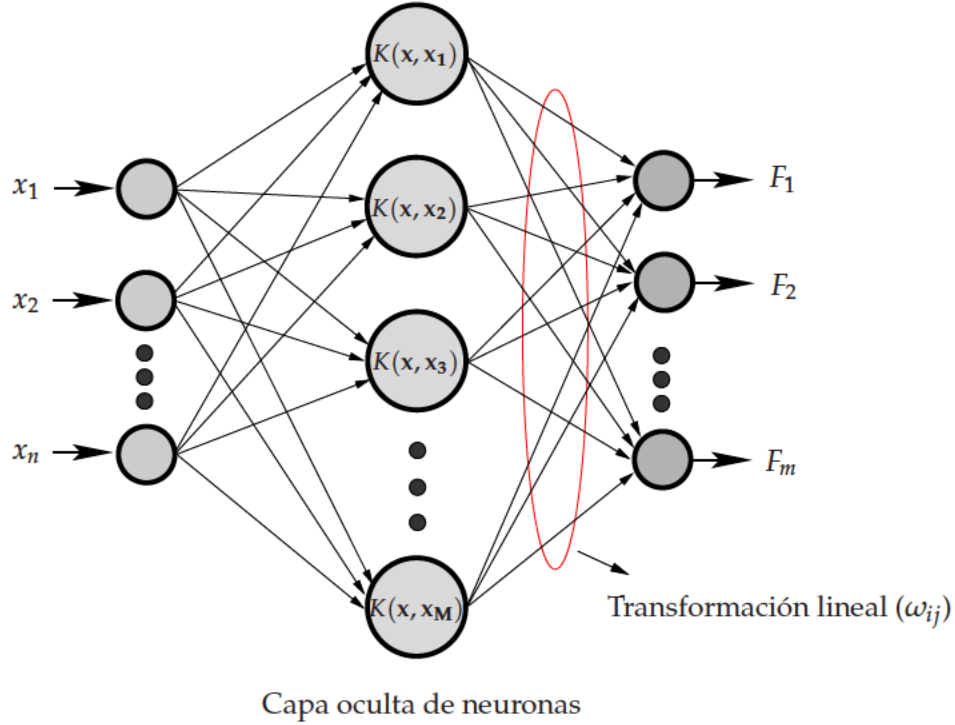 K(x, x₁)
x₁
K(x, x₂)
F₁
x₂
F₂
K(x, x₃)
xₙ
Fₘ
K(x, x_M)
Transformación lineal (ωᵢⱼ)
Capa oculta de neuronas